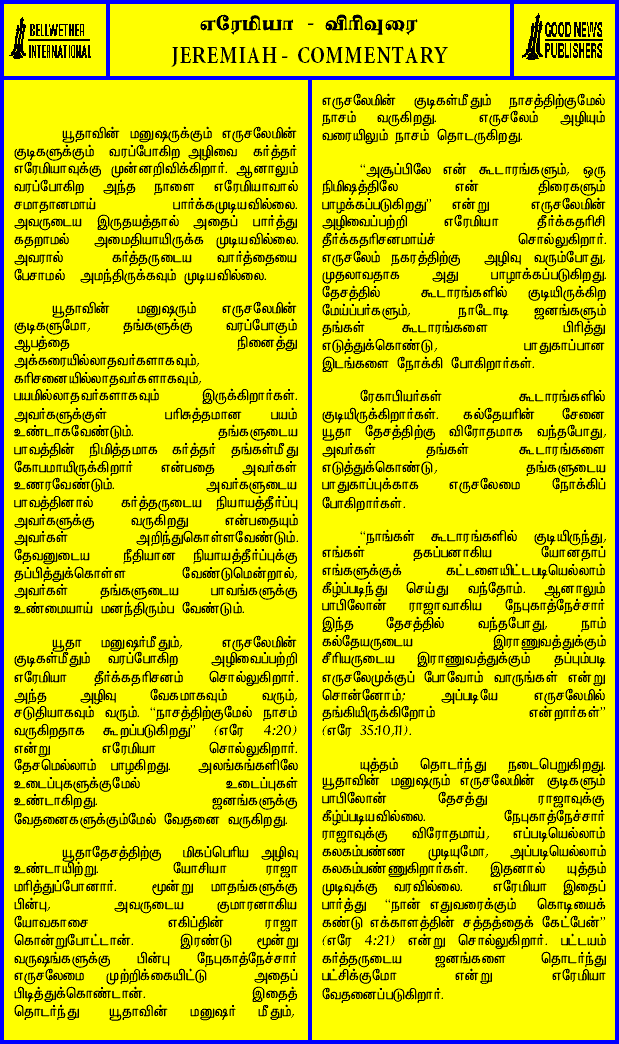 BELLWETHER
INTERNATIONAL
எரேமியா - விரிவுரை
JEREMIAH - COMMENTARY
GOOD NEWS
PUBLISHERS
யூதாவின் மனுஷருக்கும் எருசலேமின்
குடிகளுக்கும் வரப்போகிற அழிவை கர்த்தர்
எரேமியாவுக்கு முன்னறிவிக்கிறார். ஆனாலும்
வரப்போகிற அந்த நாளை எரேமியாவால்
சமாதானமாய் பார்க்கமுடியவில்லை.
அவருடைய இருதயத்தால் அதைப் பார்த்து
கதறாமல் அமைதியாயிருக்க முடியவில்லை.
அவரால் கர்த்தருடைய வார்த்தையை
பேசாமல் அமந்திருக்கவும் முடியவில்லை.
யூதாவின் மனுஷரும் எருசலேமின்
குடிகளுமோ, தங்களுக்கு வரப்போகும்
ஆபத்தை நினைத்து
அக்கரையில்லாதவர்களாகவும்,
கரிசனையில்லாதவர்களாகவும்,
பயமில்லாதவர்களாகவும் இருக்கிறார்கள்.
அவர்களுக்குள் பரிசுத்தமான பயம்
உண்டாகவேண்டும். தங்களுடைய
பாவத்தின் நிமித்தமாக கர்த்தர் தங்கள்மீது
கோபமாயிருக்கிறார் என்பதை அவர்கள்
உணரவேண்டும். அவர்களுடைய
பாவத்தினால் கர்த்தருடைய நியாயத்தீர்ப்பு
அவர்களுக்கு வருகிறது என்பதையும்
அவர்கள் அறிந்துகொள்ளவேண்டும்.
தேவனுடைய நீதியான நியாயத்தீர்ப்புக்கு
தப்பித்துக்கொள்ள வேண்டுமென்றால்,
அவர்கள் தங்களுடைய பாவங்களுக்கு
உண்மையாய் மனந்திரும்ப வேண்டும்.
யூதா மனுஷர்மீதும், எருசலேமின்
குடிகள்மீதும் வரப்போகிற அழிவைப்பற்றி
எரேமியா தீர்க்கதரிசனம் சொல்லுகிறார்.
அந்த அழிவு வேகமாகவும் வரும்,
சடுதியாகவும் வரும். "நாசத்திற்குமேல் நாசம்
வருகிறதாக கூறப்படுகிறது" (எரே 4:20)
என்று எரேமியா சொல்லுகிறார்.
தேசமெல்லாம் பாழகிறது. அலங்கங்களிலே
உடைப்புகளுக்குமேல் உடைப்புகள்
உண்டாகிறது. ஜனங்களுக்கு
வேதனைகளுக்கும்மேல் வேதனை வருகிறது.
யூதாதேசத்திற்கு மிகப்பெரிய அழிவு
உண்டாயிற்று. யோசியா ராஜா
மரித்துப்போனார். மூன்று மாதங்களுக்கு
பின்பு, அவருடைய குமாரனாகிய
யோவகாசை எகிப்தின் ராஜா
கொன்றுபோட்டான். இரண்டு மூன்று
வருஷங்களுக்கு பின்பு நேபுகாத்நேச்சார்
எருசலேமை முற்றிக்கையிட்டு அதைப்
பிடித்துக்கொண்டான். இதைத்
தொடர்ந்து யூதாவின் மனுஷர் மீதும்,
எருசலேமின் குடிகள்மீதும் நாசத்திற்குமேல்
நாசம் வருகிறது. எருசலேம் அழியும்
வரையிலும் நாசம் தொடருகிறது.
"அசூப்பிலே என் கூடாரங்களும், ஒரு
நிமிஷத்திலே என் திரைகளும்
பாழக்கப்படுகிறது" என்று எருசலேமின்
அழிவைப்பற்றி எரேமியா தீர்க்கதரிசி
தீர்க்கதரிசனமாய்ச் சொல்லுகிறார்.
எருசலேம் நகரத்திற்கு அழிவு வரும்போது,
முதலாவதாக அது பாழாக்கப்படுகிறது.
தேசத்தில் கூடாரங்களில் குடியிருக்கிற
மேய்ப்பர்களும், நாடோடி ஜனங்களும்
தங்கள் கூடாரங்களை பிரித்து
எடுத்துக்கொண்டு, பாதுகாப்பான
இடங்களை நோக்கி போகிறார்கள்.
ரேகாபியர்கள் கூடாரங்களில்
குடியிருக்கிறார்கள். கல்தேயரின் சேனை
யூதா தேசத்திற்கு விரோதமாக வந்தபோது,
அவர்கள் தங்கள் கூடாரங்களை
எடுத்துக்கொண்டு, தங்களுடைய
பாதுகாப்புக்காக எருசலேமை நோக்கிப்
போகிறார்கள்.
"நாங்கள் கூடாரங்களில் குடியிருந்து,
எங்கள் தகப்பனாகிய யோனதாப்
எங்களுக்குக் கட்டளையிட்டபடியெல்லாம்
கீழ்ப்படிந்து செய்து வந்தோம். ஆனாலும்
பாபிலோன் ராஜாவாகிய நேபுகாத்நேச்சார்
இந்த தேசத்தில் வந்தபோது, நாம்
கல்தேயருடைய இராணுவத்துக்கும்
சீரியருடைய இராணுவத்துக்கும் தப்பும்படி
எருசலேமுக்குப் போவோம் வாருங்கள் என்று
சொன்னோம்; அப்படியே எருசலேமில்
தங்கியிருக்கிறோம் என்றார்கள்"
(எரே 35:10,11).
யுத்தம் தொடர்ந்து நடைபெறுகிறது.
யூதாவின் மனுஷரும் எருசலேமின் குடிகளும்
பாபிலோன் தேசத்து ராஜாவுக்கு
கீழ்ப்படியவில்லை. நேபுகாத்நேச்சார்
ராஜாவுக்கு விரோதமாய், எப்படியெல்லாம்
கலகம்பண்ண முடியுமோ, அப்படியெல்லாம்
கலகம்பண்ணுகிறார்கள். இதனால் யுத்தம்
முடிவுக்கு வரவில்லை. எரேமியா இதைப்
பார்த்து "நான் எதுவரைக்கும் கொடியைக்
கண்டு எக்காளத்தின் சத்தத்தைக் கேட்பேன்"
(எரே 4:21) என்று சொல்லுகிறார். பட்டயம்
கர்த்தருடைய ஜனங்களை தொடர்ந்து
பட்சிக்குமோ என்று எரேமியா
வேதனைப்படுகிறார்.